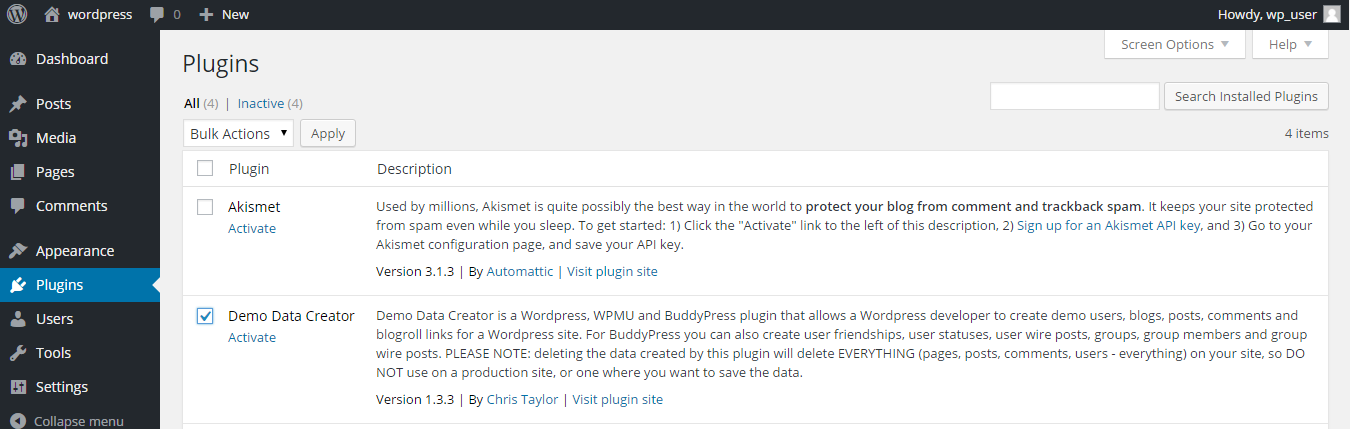 wordpress 0 New Howdy, wp_user
Dashboard
Posts
Media
Pages
Comments
Appearance
Plugins
Users
Tools
Settings
Collapse menu
Screen Options Help
Plugins
All (4) | Inactive (4)
Search Installed Plugins
Bulk Actions Apply
4 items
Plugin Description
Akismet
Activate
Used by millions, Akismet is quite possibly the best way in the world to protect your blog from comment and trackback spam. It keeps your site protected
from spam even while you sleep. To get started: 1) Click the "Activate" link to the left of this description, 2) Sign up for an Akismet API key, and 3) Go to your
Akismet configuration page, and save your API key.
Version 3.1.3 | By Automattic | Visit plugin site
Demo Data Creator
Activate
Demo Data Creator is a Wordpress, WPMU and BuddyPress plugin that allows a Wordpress developer to create demo users, blogs, posts, comments and
blogroll links for a Wordpress site. For BuddyPress you can also create user friendships, user statuses, user wire posts, groups, group members and group
wire posts. PLEASE NOTE: deleting the data created by this plugin will delete EVERYTHING (pages, posts, comments, users - everything) on your site, so DO
NOT use on a production site, or one where you want to save the data.
Version 1.3.3 | By Chris Taylor | Visit plugin site